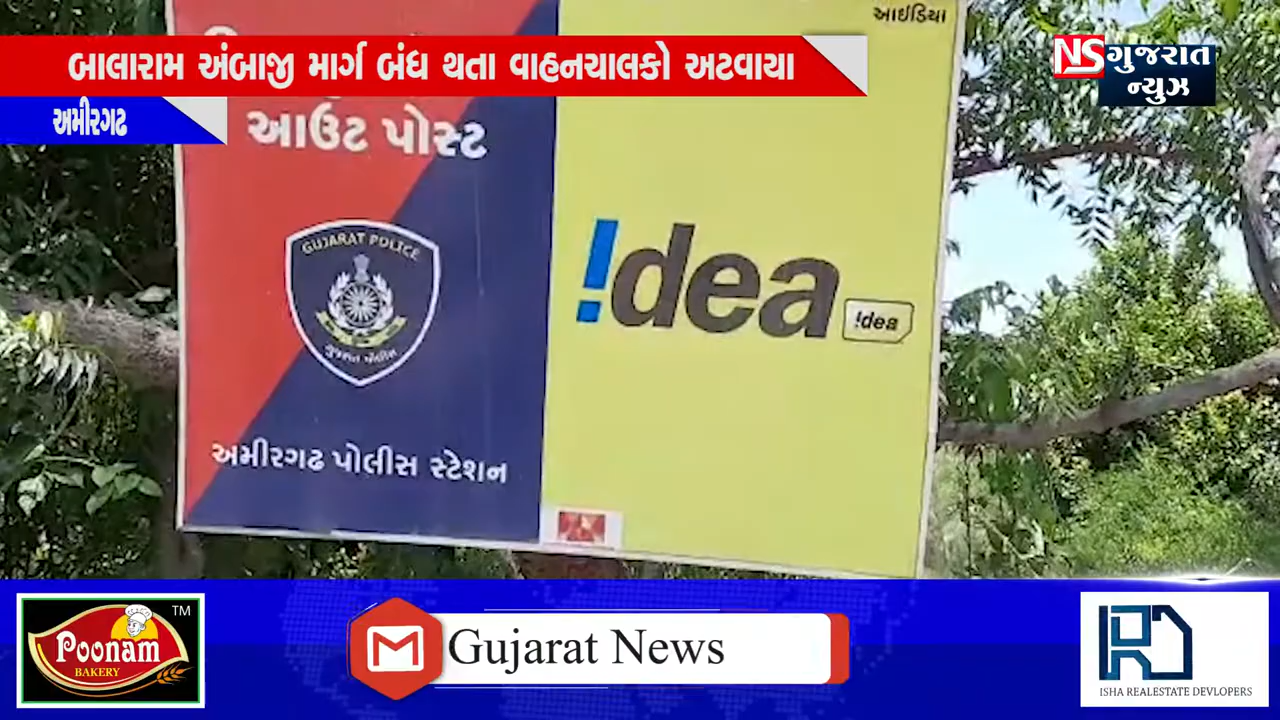 આઈડિયા
બાલારામ અંબાજી માર્ગ બંધ થતા વાહનચાલકો અટવાયા
NS ગુજરાત
ન્યુઝ
અમીરગઢ
આઉટ પોસ્ટ
GUJARAT POLICE
ગુજરાત પોલીસ
!dea
!dea
અમીરગઢ પોલીસ સ્ટેશન
Poonam TM
BAKERY
Gujarat News
ISHA REALESTATE DEVLOPERS